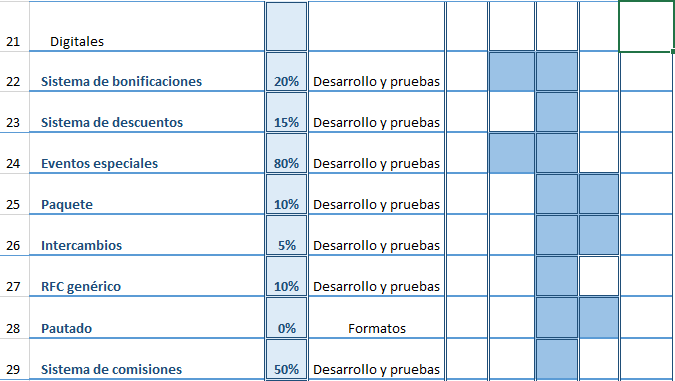 21 Digitales
22 Sistema de bonificaciones 20% Desarrollo y pruebas
23 Sistema de descuentos 15% Desarrollo y pruebas
24 Eventos especiales 80% Desarrollo y pruebas
25 Paquete 10% Desarrollo y pruebas
26 Intercambios 5% Desarrollo y pruebas
27 RFC genérico 10% Desarrollo y pruebas
28 Pautado 0% Formatos
29 Sistema de comisiones 50% Desarrollo y pruebas